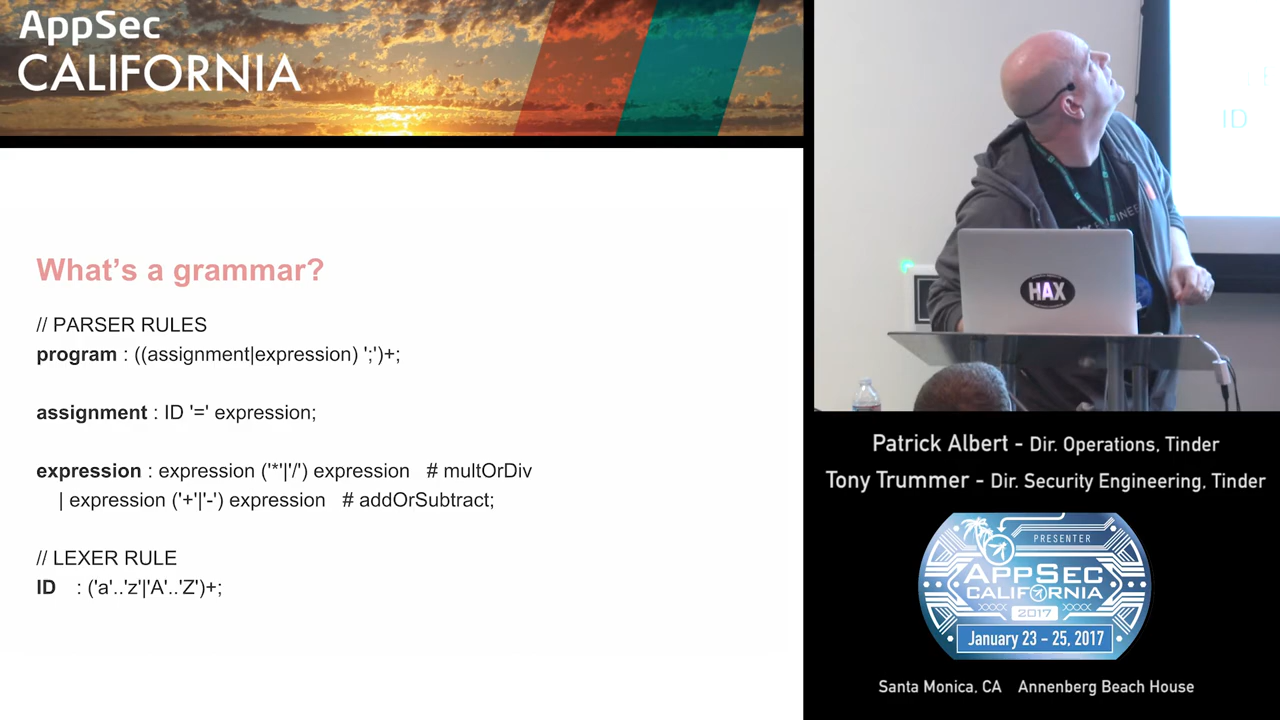 AppSec
CALIFORNIA
What's a grammar?
// PARSER RULES
program : ((assignment|expression) ';')+;
assignment : ID '=' expression;
expression : expression ('*'|'/') expression # multOrDiv
| expression ('+'|'-') expression # addOrSubtract;
// LEXER RULE
ID : ('a'..'z'|'A'..'Z')+;
ID
HAX
Patrick Albert - Dir. Operations, Tinder
Tony Trummer - Dir. Security Engineering, Tinder
PRESENTER
APPSEC
CALIFORNIA
2017
January 23 - 25, 2017
Santa Monica, CA Annenberg Beach House